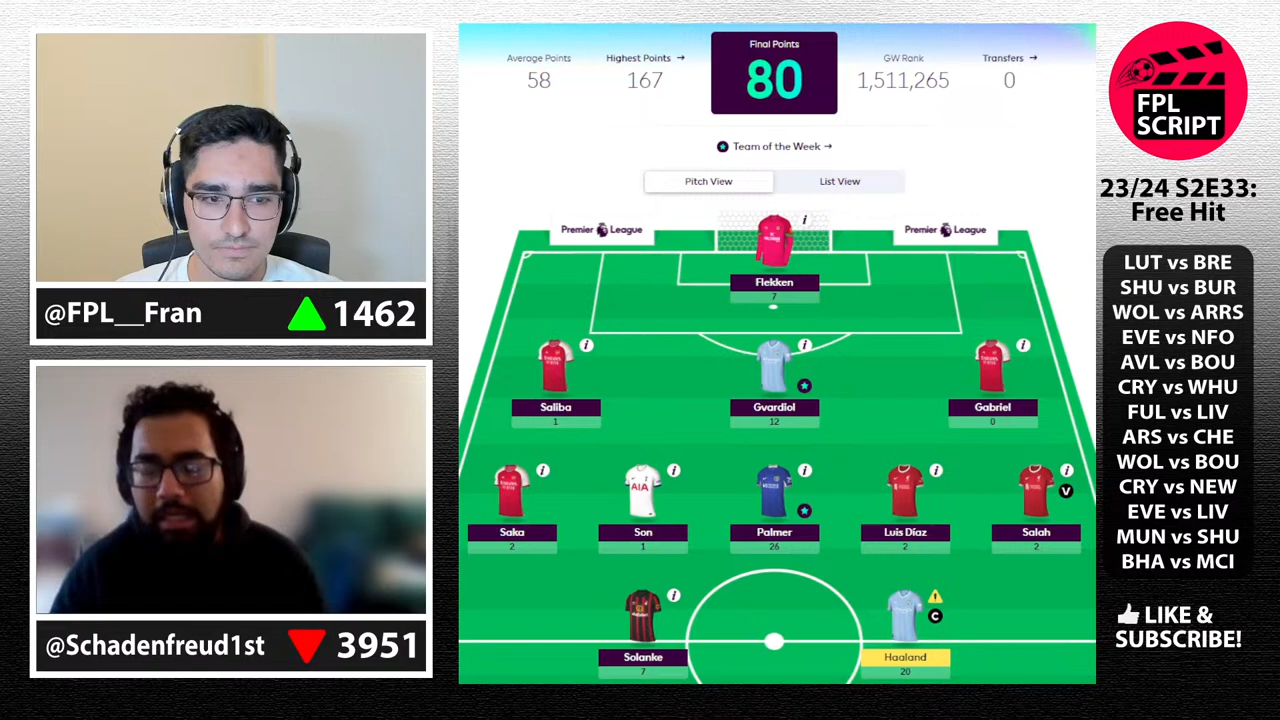 @FPL__Fran
1462
@Schadenfreud1st
3951
Average Points
58
Highest Points →
167
Final Points
80
GW Rank
511,265
Transfers →
1
Team of the Week →
Pitch View
List View
Premier League
Premier League
Flekken
7
Saliba
Gvardiol
12
Gabriel
0
Saka
2
Son
1
Palmer
26
Luis Díaz
2
Salah
V
Solanke
7
C
Haaland
20
FPL
SCRIPT
23/24 S2E33:
Free Hit
LUT vs BRE
SHU vs BUR
WOL vs ARRS
EVE vs NFO
AVL vs BOU
CRY vs WHU
FUL vs LIV
ARS vs CHE
WOL vs BOU
CRY vs NEW
EVE vs LIV
MUN vs SHU
BHA vs MCI
LIKE &
SUBSCRIBE!